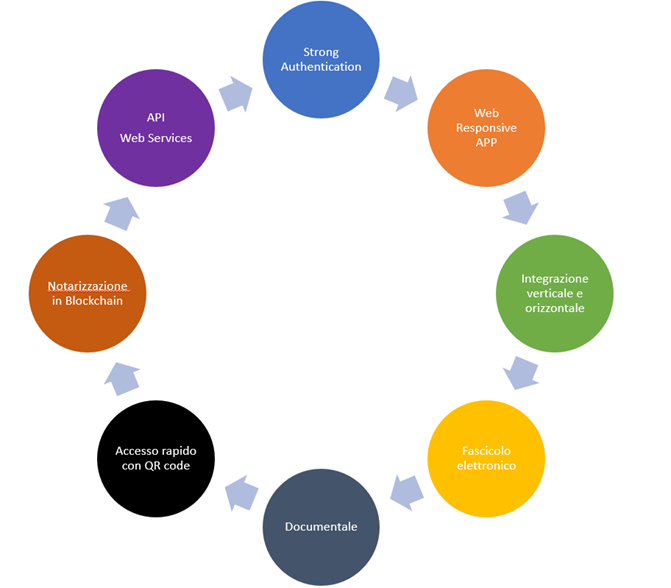 Strong
Authentication
Web
Responsive
APP
Integrazione
verticale e
orizzontale
Fascicolo
elettronico
Documentale
Accesso rapido
con QR code
Notarizzazione
in Blockchain
API
Web Services